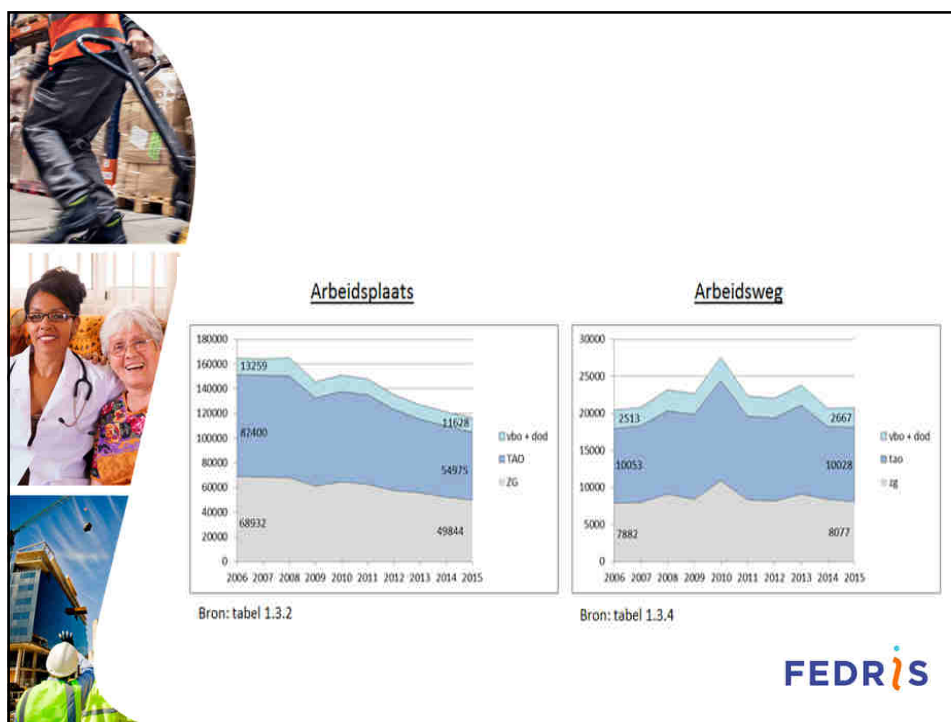 Arbeidsplaats
180000
160000
140000
120000
100000
80000
60000
40000
20000
0
13259
82400
68932
11628
54975
49844
2006 2007 2008 2009 2010 2011 2012 2013 2014 2015
vbo + dod
TAO
ZG
Bron: tabel 1.3.2
Arbeidsweg
30000
25000
20000
15000
10000
5000
0
2513
10053
7882
2667
10028
8077
2006 2007 2008 2009 2010 2011 2012 2013 2014 2015
vbo + dod
tao
zg
Bron: tabel 1.3.4
FEDRIS